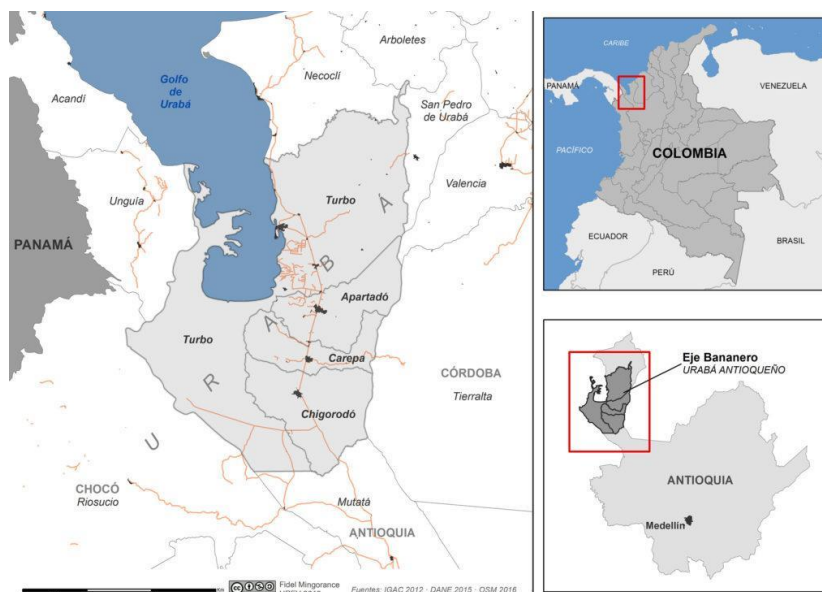 Golfo
de
Urabá
Acandí
Necoclí
Arboletes
San Pedro
de Urabá
Valencia
Unguía
Turbo
PANAMÁ
U R A B Á
Apartadó
Turbo
Carepa
CÓRDOBA
Tierralta
Chigorodó
CHOCÓ
Riosucio
Mutatá
ANTIOQUIA
Fidel Mingorance
Fuentes: IGAC 2012 - DANE 2015 - OSM 2016
CARIBE
PANAMÁ
VENEZUELA
PACÍFICO
COLOMBIA
ECUADOR
BRASIL
PERÚ
Eje Bananero
URABÁ ANTIOQUEÑO
ANTIOQUIA
Medellín